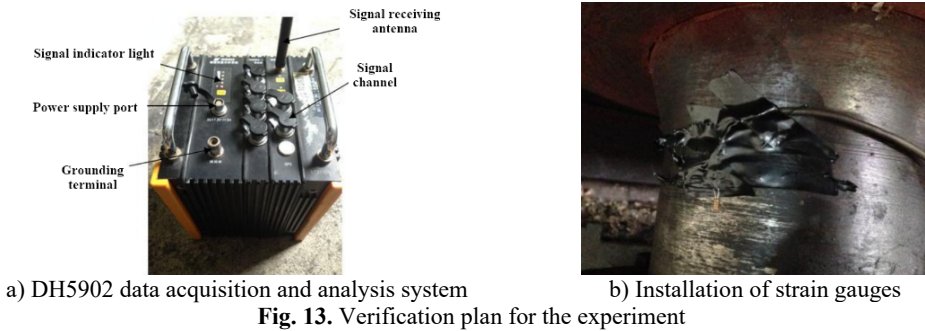 Signal receiving
antenna
Signal indicator light
Signal
channel
Power supply port
Grounding
terminal
a) DH5902 data acquisition and analysis system
b) Installation of strain gauges
Fig. 13. Verification plan for the experiment